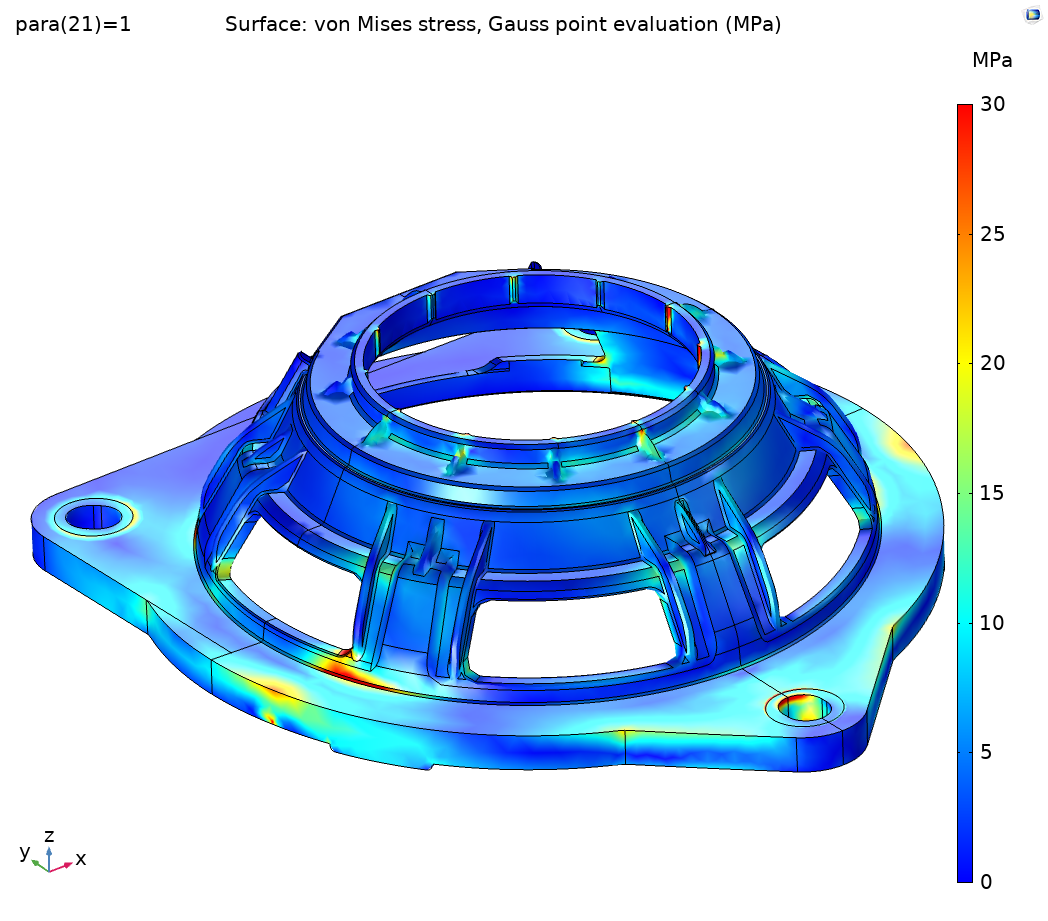 para(21)=1
Surface: von Mises stress, Gauss point evaluation (MPa)
MPa
30
25
20
15
10
5
0
z
y
x